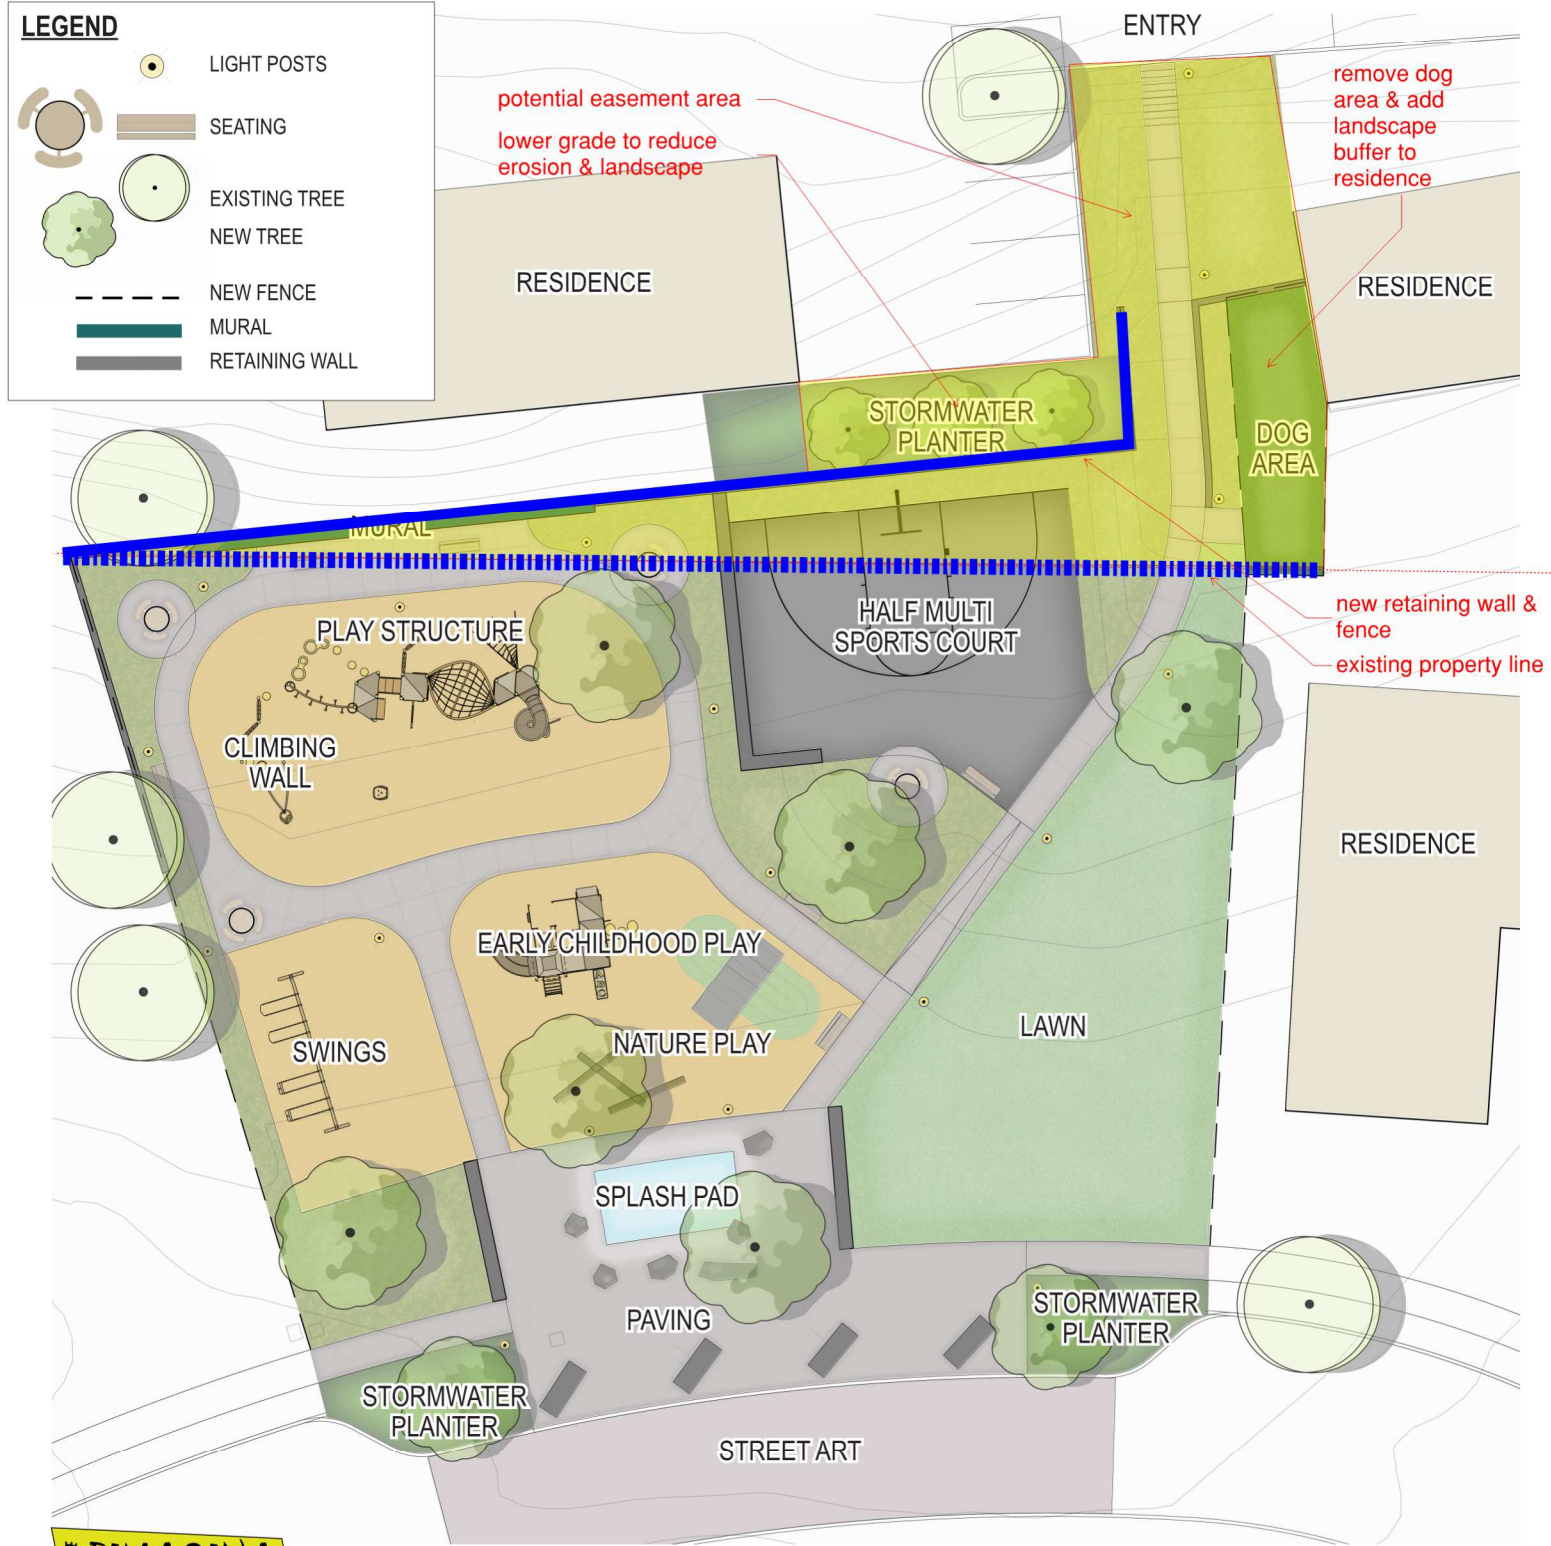 LEGEND
LIGHT POSTS
SEATING
EXISTING TREE
NEW TREE
NEW FENCE
MURAL
RETAINING WALL
ENTRY
potential easement area
lower grade to reduce
erosion & landscape
remove dog
area & add
landscape
buffer to
residence
RESIDENCE
RESIDENCE
STORMWATER
PLANTER
DOG
AREA
MURAL
HALF MULTI
SPORTS COURT
new retaining wall &
fence
existing property line
PLAY STRUCTURE
CLIMBING
WALL
RESIDENCE
EARLY CHILDHOOD PLAY
NATURE PLAY
SWINGS
LAWN
SPLASH PAD
PAVING
STORMWATER
PLANTER
STORMWATER
PLANTER
STREET ART